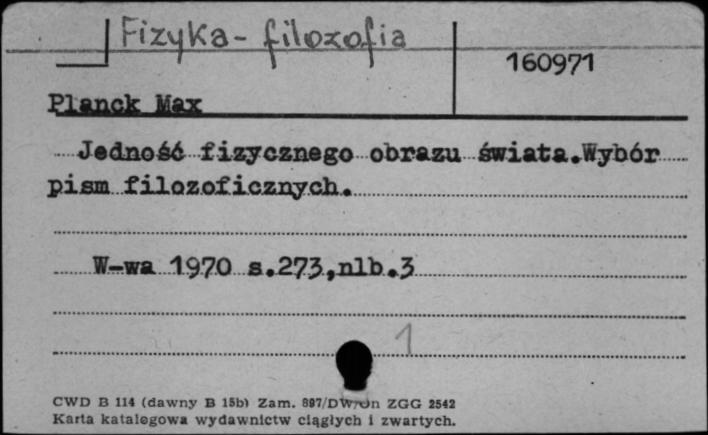 Fizyka - filozofia
160971
Planck Max
Jedność fizycznego obrazu świata.Wybór
pism filozoficznych.
W-wa 1970 s.273,nlb.3
1
CWD B 114 (dawny B 15b) Zam. 897/DW/Un ZGG 2542
Karta katalogowa wydawnictw ciągłych i zwartych.